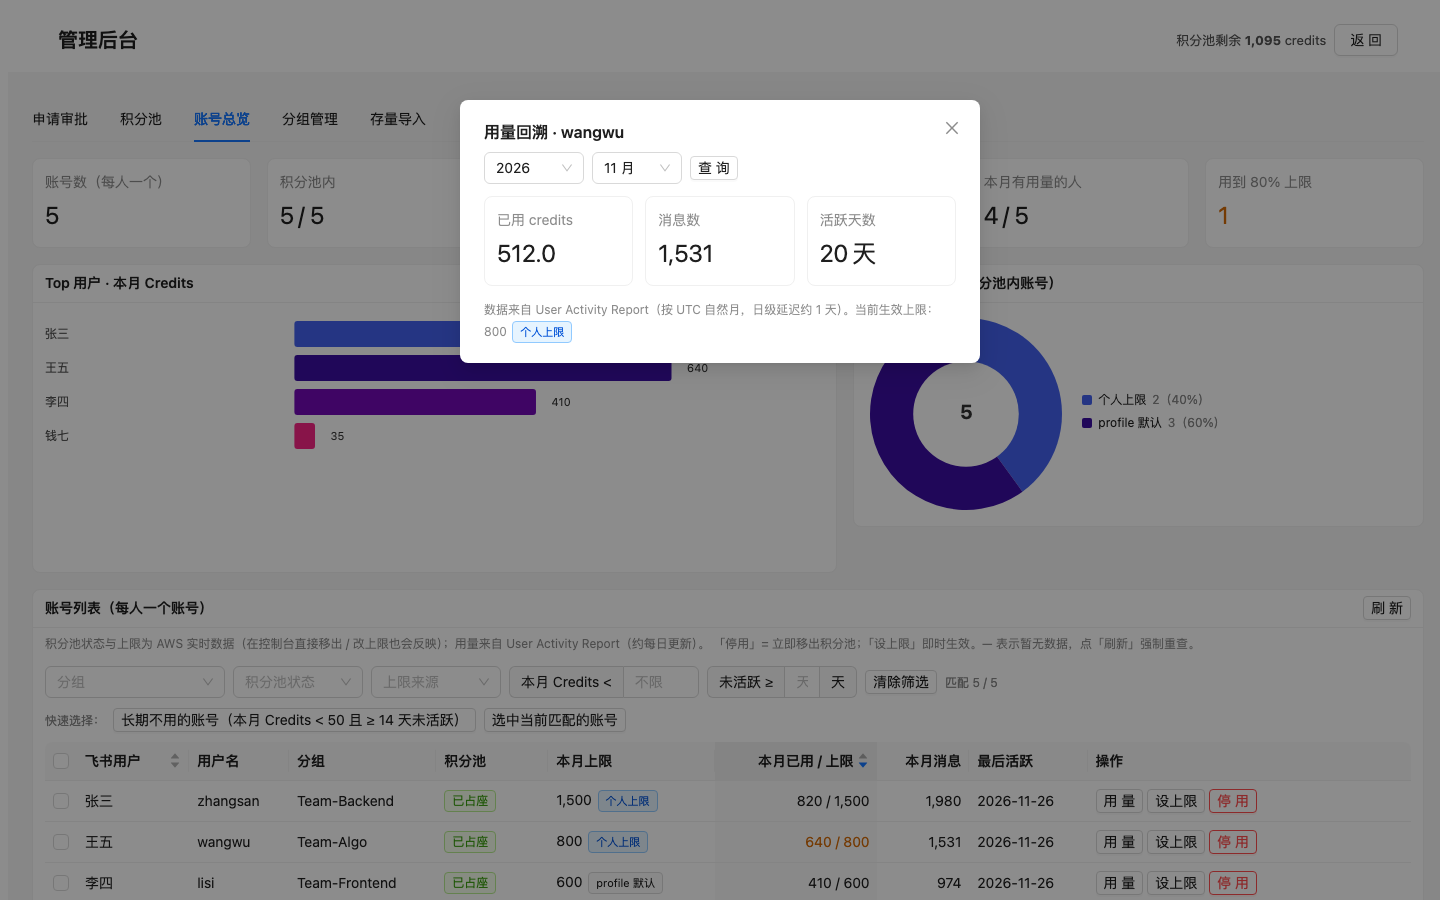 管理后台
积分池剩余 1,095 credits
返 回
申请审批 积分池 账号总览 分组管理 存量导入
账号数（每人一个）
5
积分池内
5 / 5
本月有用量的人
4 / 5
用到 80% 上限
1
用量回溯 · wangwu
2026
11 月
查 询
已用 credits
512.0
消息数
1,531
活跃天数
20 天
数据来自 User Activity Report（按 UTC 自然月，日级延迟约 1 天）。当前生效上限：
800 个人上限
Top 用户 · 本月 Credits
张三
王五
640
李四
410
钱七
35
分池内账号）
5
个人上限 2（40%）
profile 默认 3（60%）
账号列表（每人一个账号）
刷 新
积分池状态与上限为 AWS 实时数据（在控制台直接移出 / 改上限也会反映）；用量来自 User Activity Report（约每日更新）。「停用」= 立即移出积分池；「设上限」即时生效。— 表示暂无数据，点「刷新」强制重查。
分组 积分池状态 上限来源 本月 Credits < 不限 未活跃 ≥ 天 天 清除筛选 匹配 5 / 5
快速选择： 长期不用的账号（本月 Credits < 50 且 ≥ 14 天未活跃） 选中当前匹配的账号
飞书用户 用户名 分组 积分池 本月上限 本月已用 / 上限 本月消息 最后活跃 操作
张三 zhangsan Team-Backend 已占座 1,500 个人上限 820 / 1,500 1,980 2026-11-26 用 量 设上限 停 用
王五 wangwu Team-Algo 已占座 800 个人上限 640 / 800 1,531 2026-11-26 用 量 设上限 停 用
李四 lisi Team-Frontend 已占座 600 profile 默认 410 / 600 974 2026-11-26 用 量 设上限 停 用